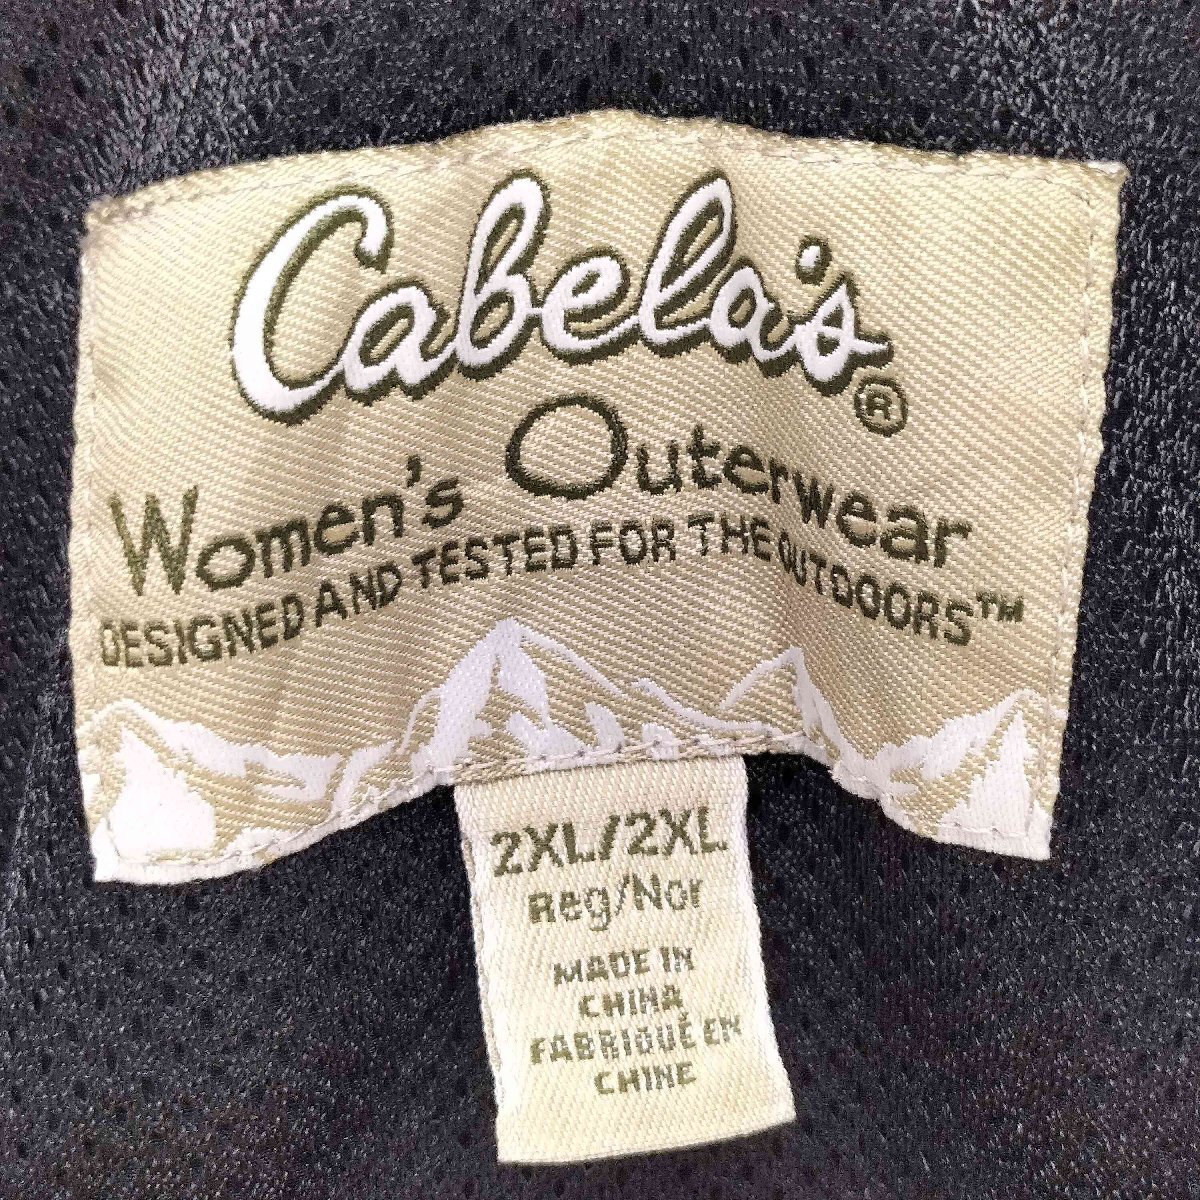 Cabela's®
Women's Outerwear
DESIGNED AND TESTED FOR THE OUTDOORS™
2XL/2XL
Reg/Nor
MADE IN
CHINA
FABRIQUÉ EN
CHINE